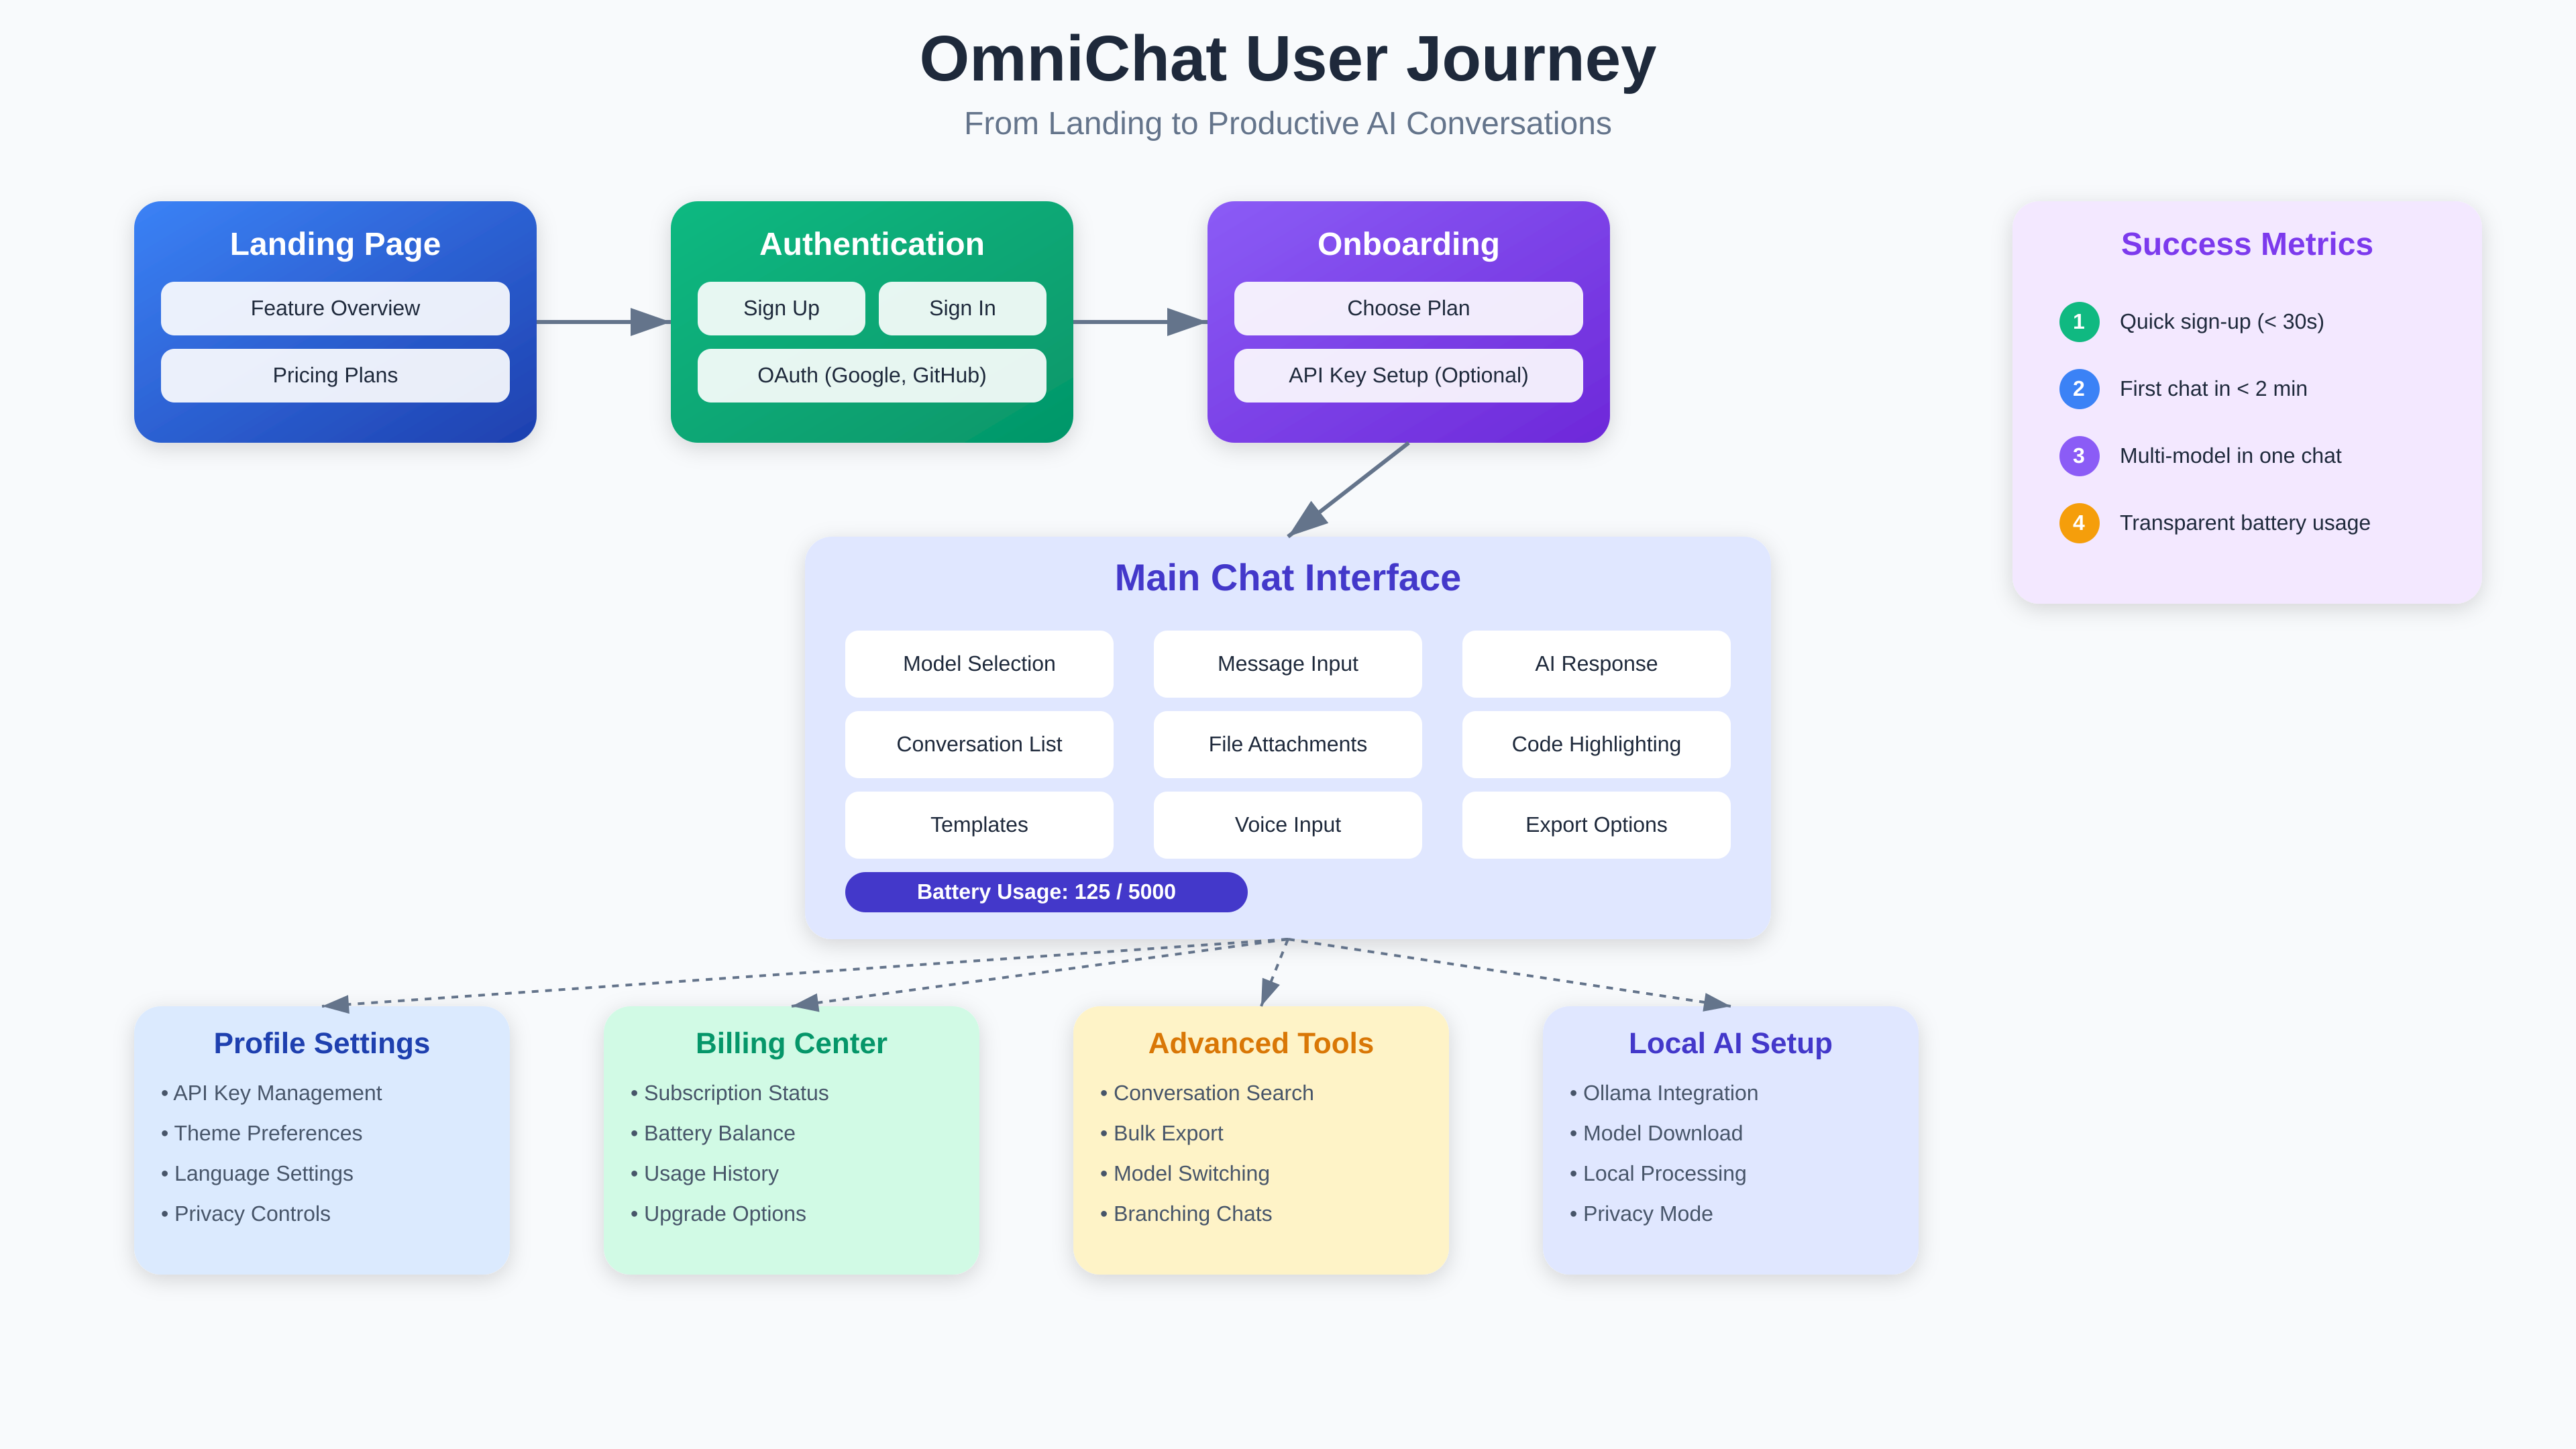 OmniChat User Journey
From Landing to Productive AI Conversations
Landing Page
Feature Overview
Pricing Plans
Authentication
Sign Up
Sign In
OAuth (Google, GitHub)
Onboarding
Choose Plan
API Key Setup (Optional)
Success Metrics
1 Quick sign-up (< 30s)
2 First chat in < 2 min
3 Multi-model in one chat
4 Transparent battery usage
Main Chat Interface
Model Selection
Message Input
AI Response
Conversation List
File Attachments
Code Highlighting
Templates
Voice Input
Export Options
Battery Usage: 125 / 5000
Profile Settings
• API Key Management
• Theme Preferences
• Language Settings
• Privacy Controls
Billing Center
• Subscription Status
• Battery Balance
• Usage History
• Upgrade Options
Advanced Tools
• Conversation Search
• Bulk Export
• Model Switching
• Branching Chats
Local AI Setup
• Ollama Integration
• Model Download
• Local Processing
• Privacy Mode